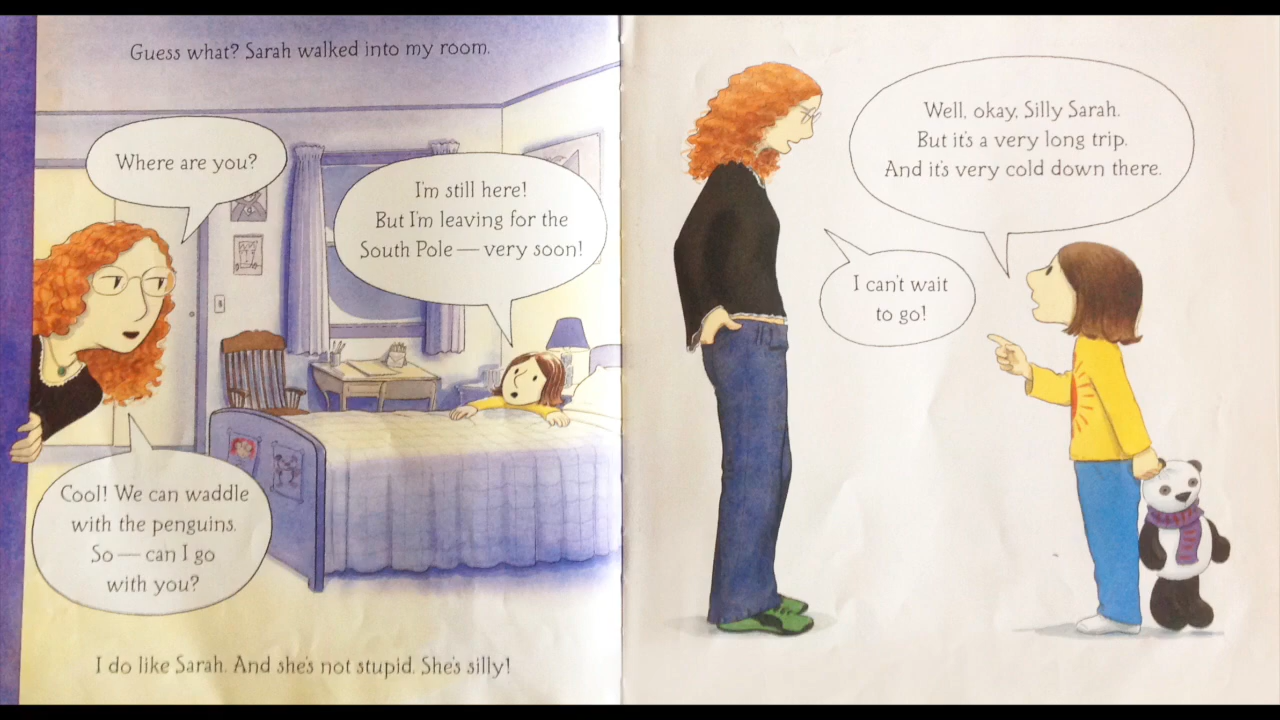 Guess what? Sarah walked into my room.
Where are you?
I'm still here!
But I'm leaving for the
South Pole — very soon!
Cool! We can waddle
with the penguins.
So — can I go
with you?
I do like Sarah. And she's not stupid. She's silly!
Well, okay, Silly Sarah.
But it's a very long trip.
And it's very cold down there.
I can't wait
to go!